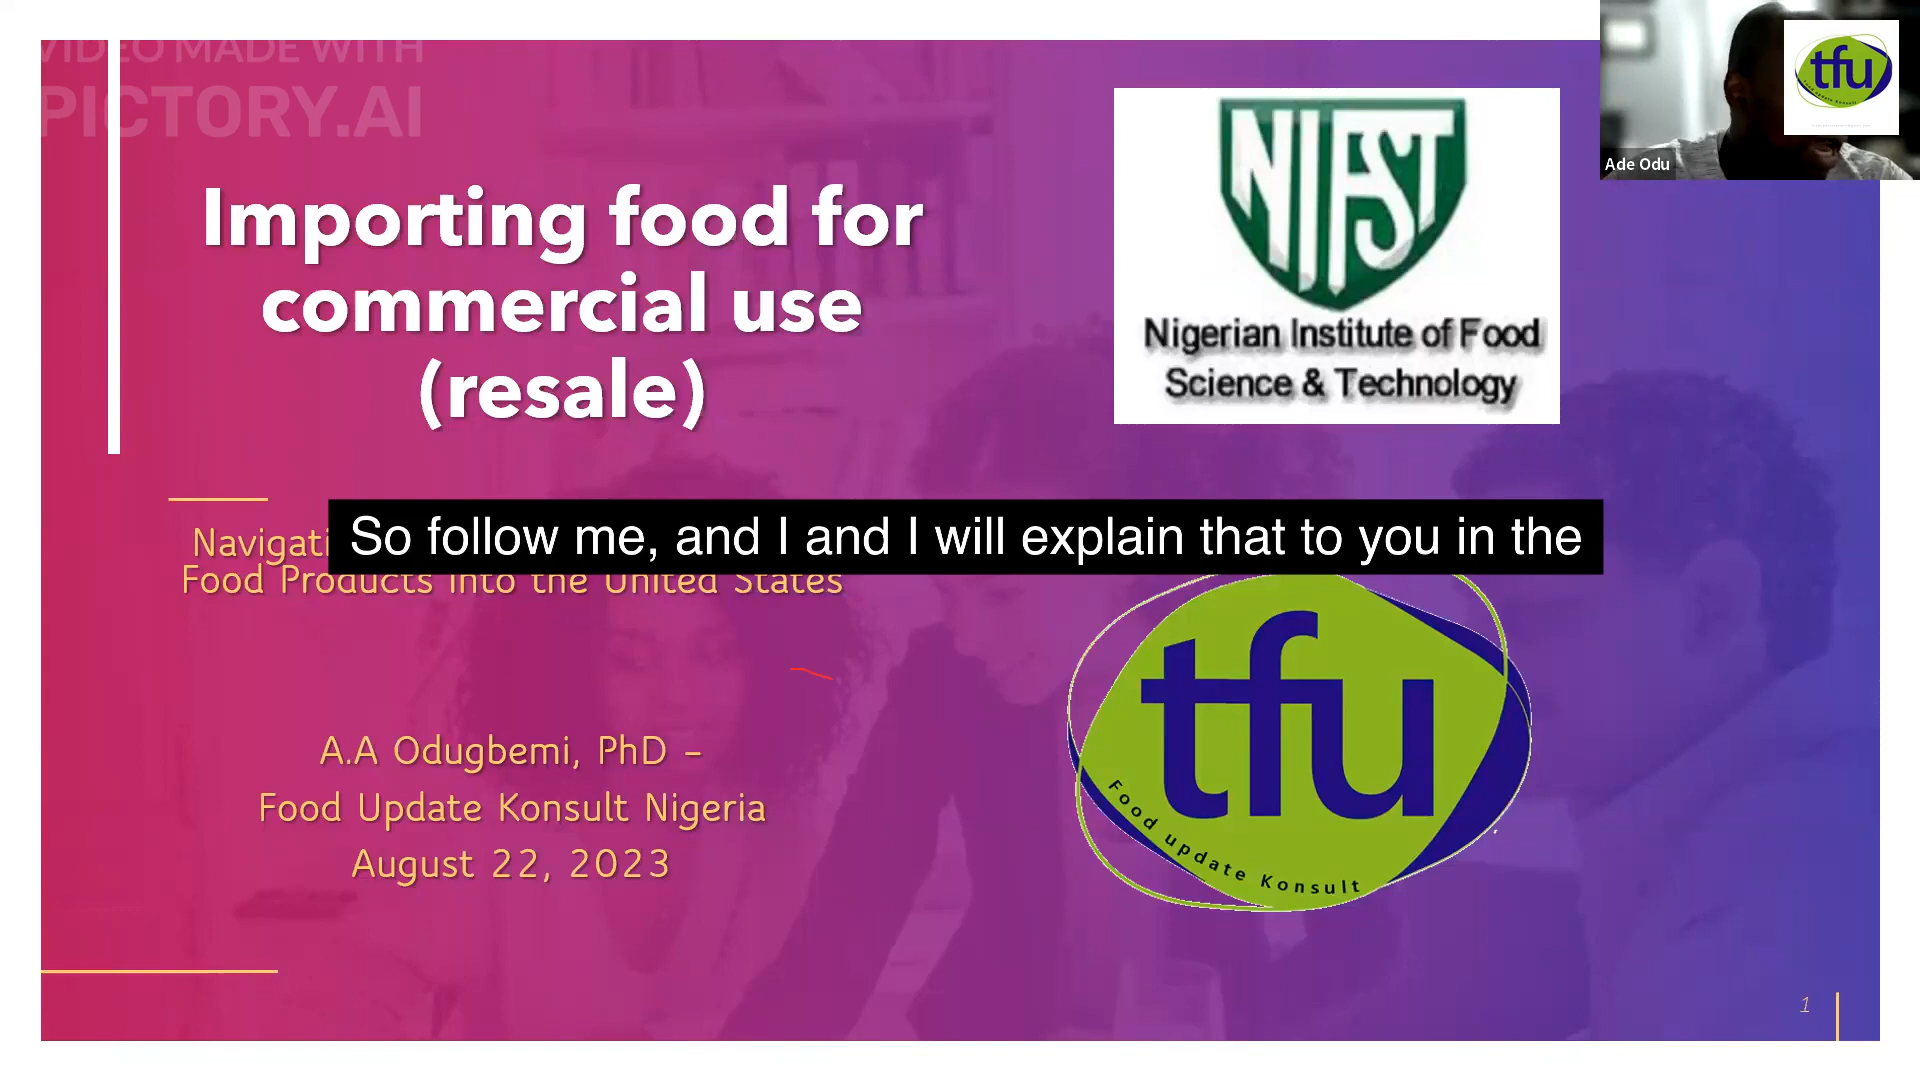 VIDEO MADE WITH
PICTORY.AI
Importing food for
commercial use
(resale)
NIFST
Nigerian Institute of Food
Science & Technology
tfu
Ade Odu
So follow me, and I and I will explain that to you in the
Food Products into the United States
A.A Odugbemi, PhD –
Food Update Konsult Nigeria
August 22, 2023
tfu
Food update Konsult
1